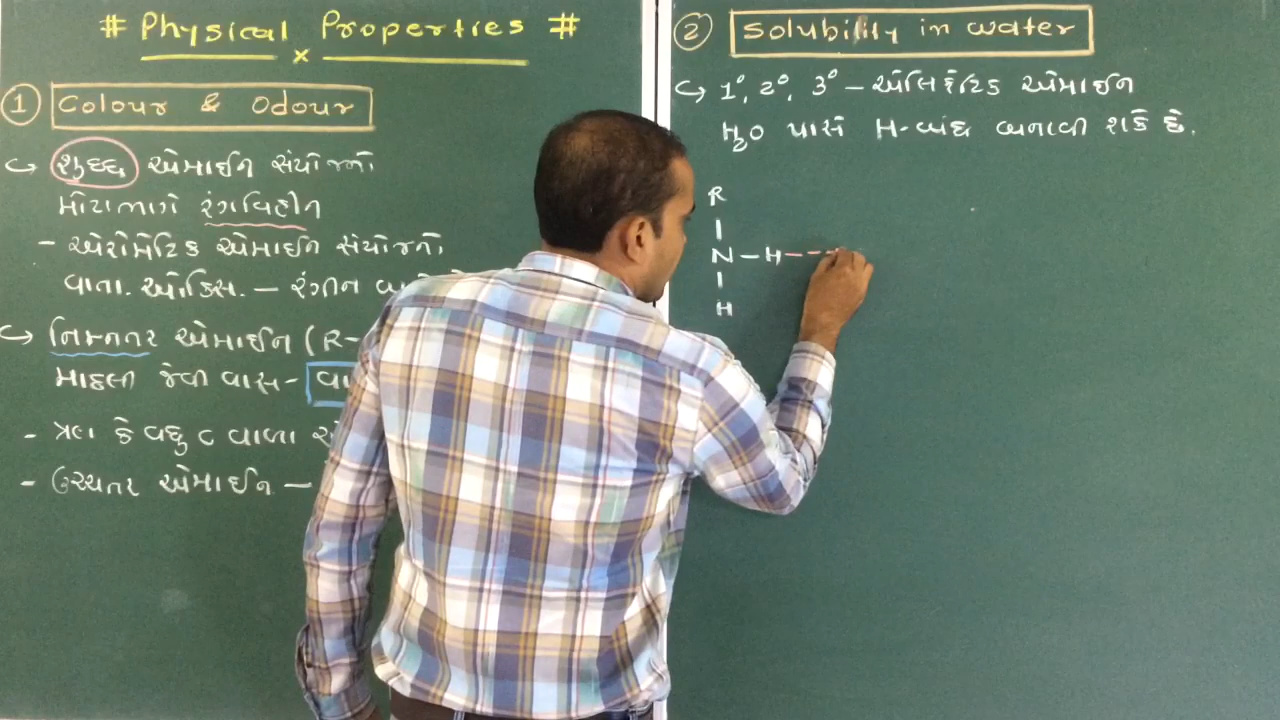 # Physical Properties #
① Colour & Odour
↪ શુદ્ધ એમાઈન સંયોજનો
મોટાભાગે રંગવિહીન
- એરોમેટિક એમાઈન સંયોજનો
વાતા. ઓક્સિ. — રંગીન
↪ નિમ્નતર એમાઈન (R-
માછલી જેવી વાસ-
- ત્રણ કે વધુ C વાળા
- ઉચ્ચતર એમાઈન —
② Solubility in water
↪ 1°, 2°, 3° — એલિફેટિક એમાઈન
H₂O સાથે H-બંધ બનાવી શકે છે.
R
N — H - - -
H